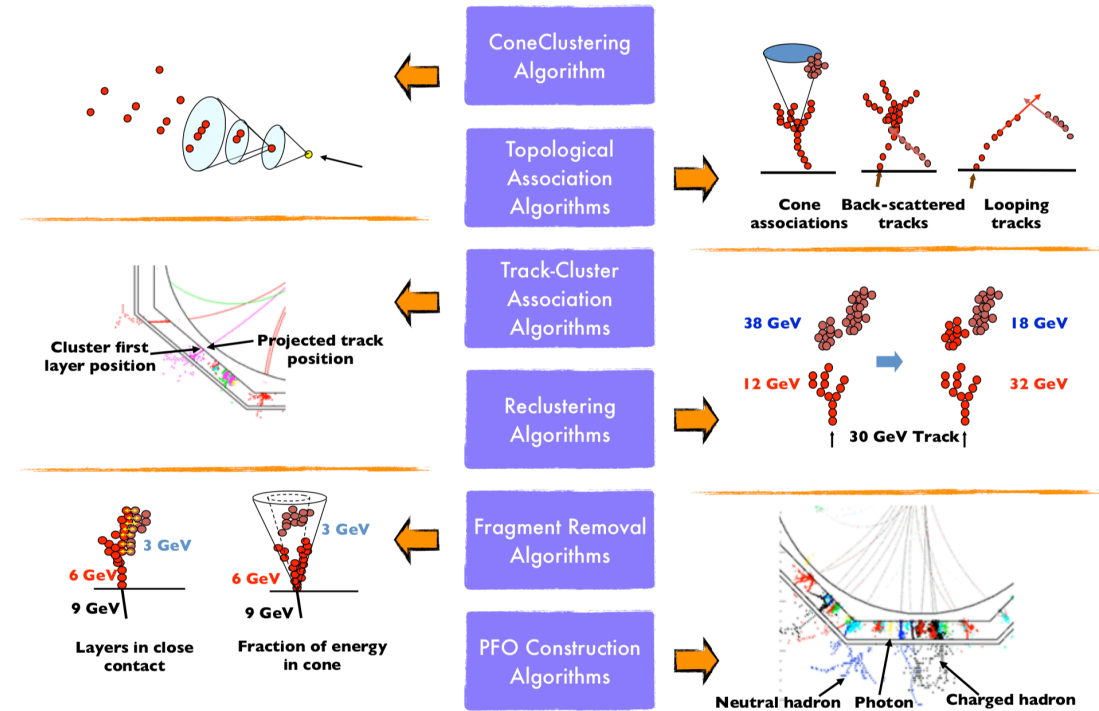 ConeClustering
Algorithm
Topological
Association
Algorithms
Cone
associations
Back-scattered
tracks
Looping
tracks
Track-Cluster
Association
Algorithms
Cluster first
layer position
Projected track
position
Reclustering
Algorithms
38 GeV
18 GeV
12 GeV
32 GeV
30 GeV Track
Fragment Removal
Algorithms
3 GeV
6 GeV
9 GeV
Layers in close
contact
3 GeV
6 GeV
9 GeV
Fraction of energy
in cone
PFO Construction
Algorithms
Neutral hadron
Photon
Charged hadron